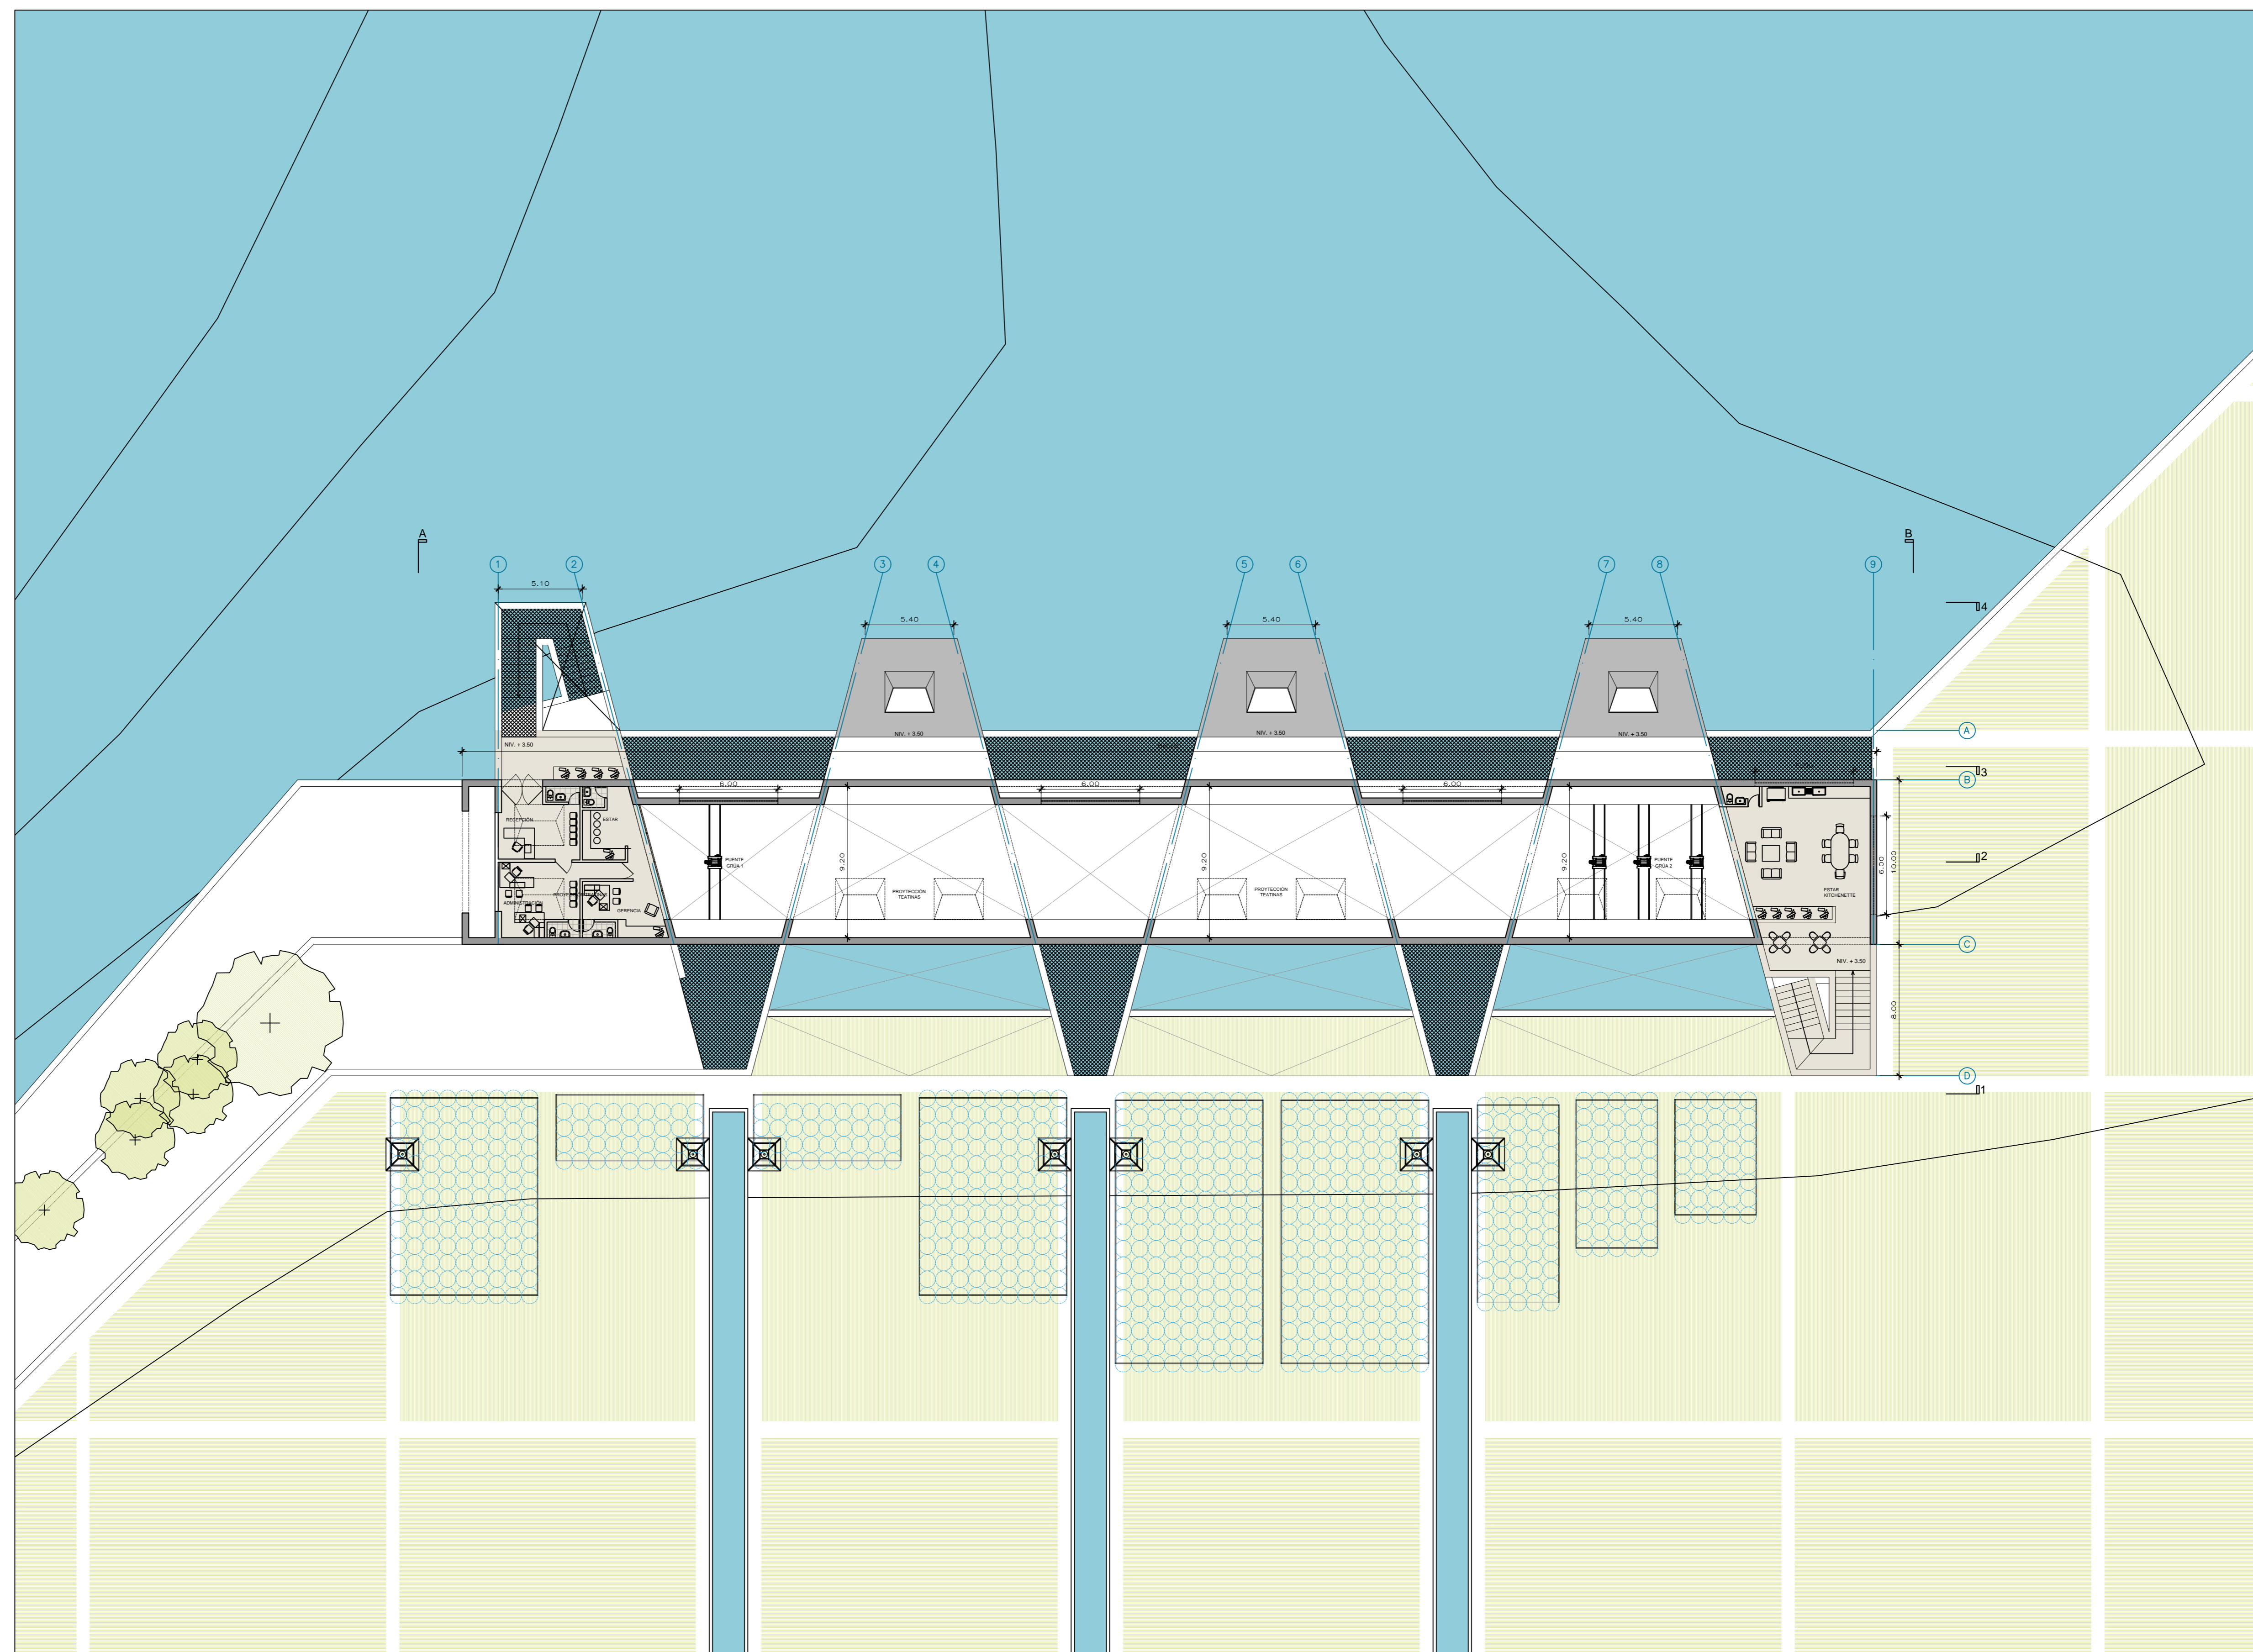 A
B
1
2
3
4
5
6
7
8
9
5.10
4
5.40
5.40
5.40
A
NIV. + 3.50
NIV. + 3.50
NIV. + 3.50
NIV. + 3.50
3
B
6.00
6.00
6.00
RECEPCIÓN
ESTAR
9.20
9.20
9.20
PUENTE
GRÚA 1
PUENTE
GRÚA 2
2
6.00
10.00
PROYTECCIÓN
TEATINAS
PROYTECCIÓN
TEATINAS
ESTAR
KITCHENETTE
ADMINISTRACIÓN
GERENCIA
C
NIV. + 3.50
8.00
D
1